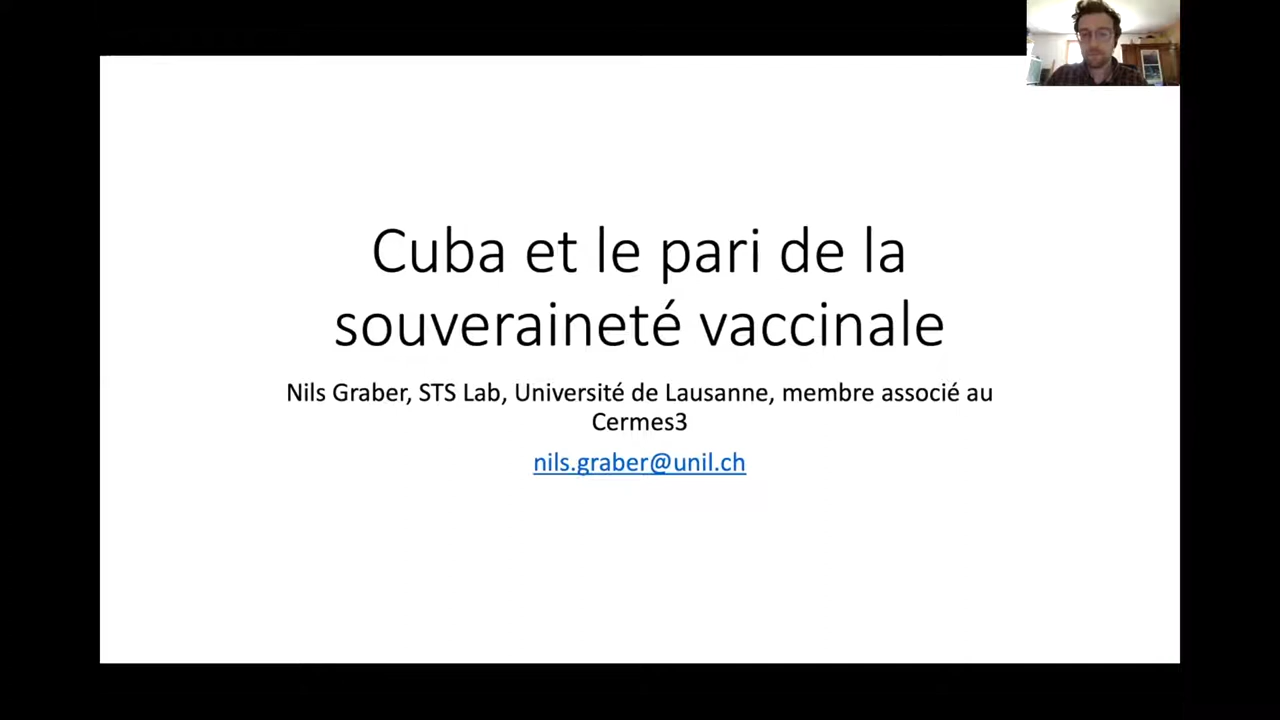 Cuba et le pari de la
souveraineté vaccinale
Nils Graber, STS Lab, Université de Lausanne, membre associé au
Cermes3
nils.graber@unil.ch